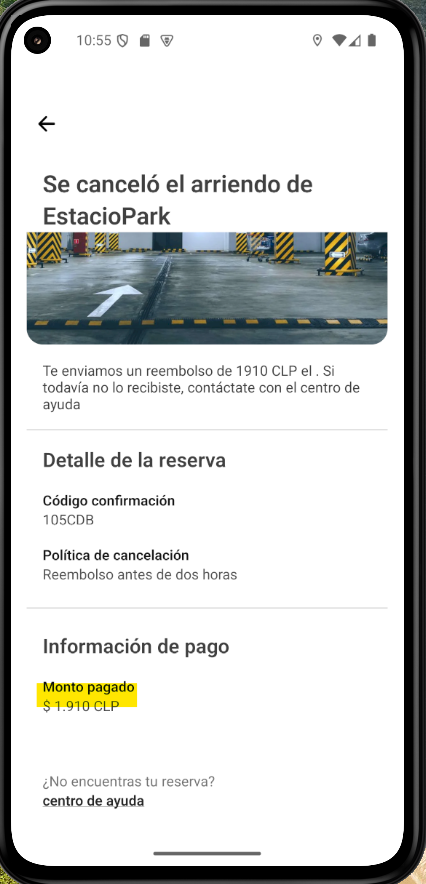 10:55
Se canceló el arriendo de
EstacioPark
Te enviamos un reembolso de 1910 CLP el . Si
todavía no lo recibiste, contáctate con el centro de
ayuda
Detalle de la reserva
Código confirmación
105CDB
Política de cancelación
Reembolso antes de dos horas
Información de pago
Monto pagado
$ 1.910 CLP
¿No encuentras tu reserva?
centro de ayuda